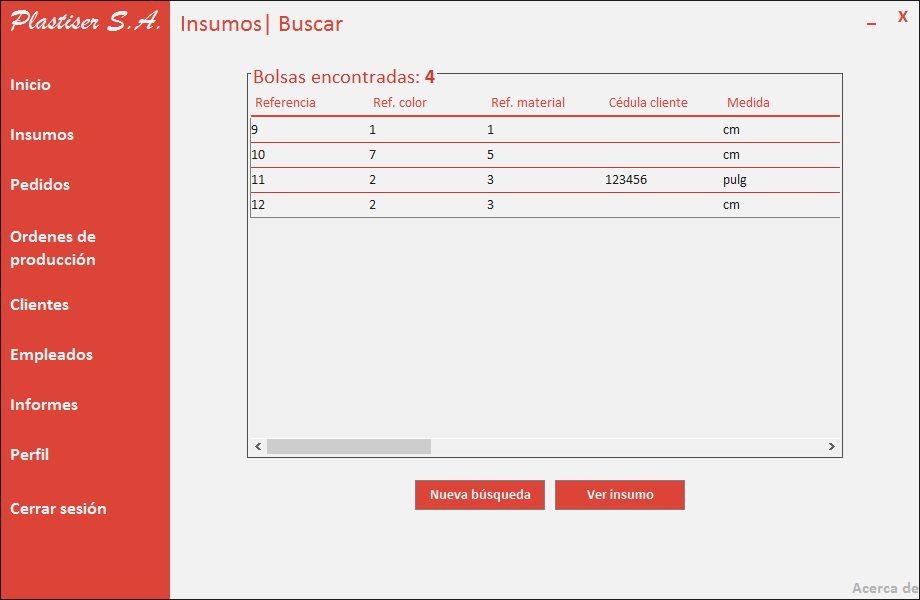 Plastiser S.A.
Insumos| Buscar
_ X
Inicio
Insumos
Pedidos
Ordenes de
producción
Clientes
Empleados
Informes
Perfil
Cerrar sesión
Bolsas encontradas: 4
Referencia Ref. color Ref. material Cédula cliente Medida
9 1 1 cm
10 7 5 cm
11 2 3 123456 pulg
12 2 3 cm
Nueva búsqueda Ver insumo
Acerca de